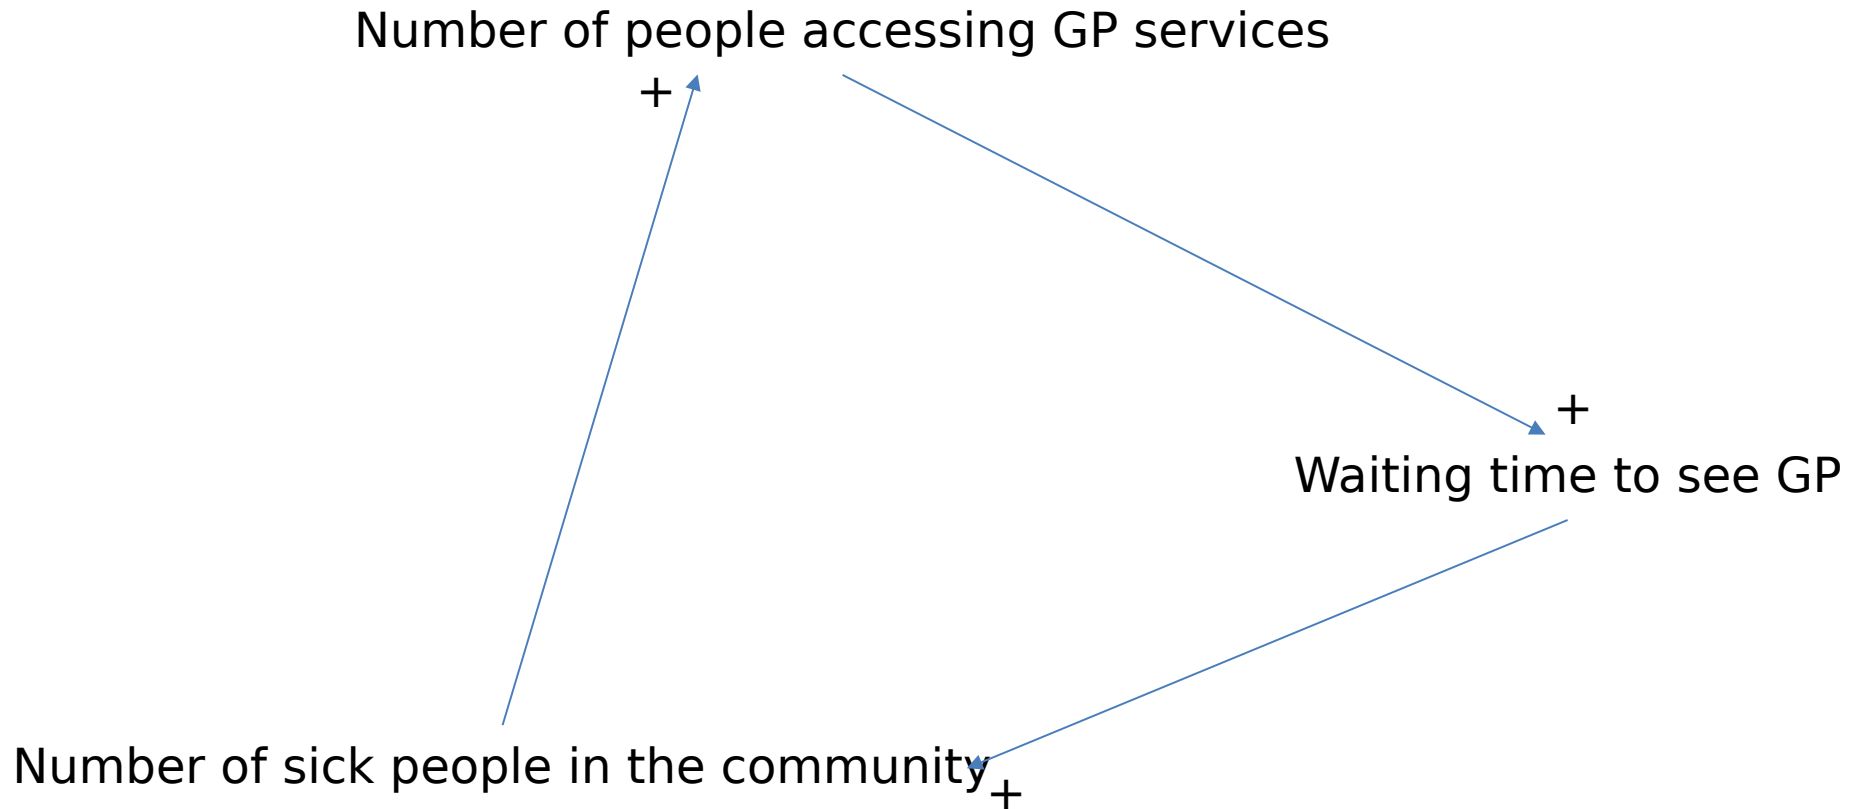 Number of people accessing GP services
+
+
Waiting time to see GP
Number of sick people in the community
+